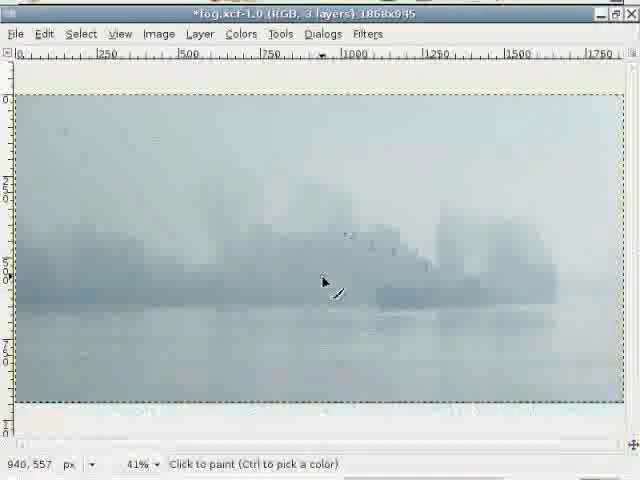 *fog.xcf-1.0 (RGB, 3 layers) 1868x945
File Edit Select View Image Layer Colors Tools Dialogs Filters
0 250 500 750 1000 1250 1500 1750
940, 557 px 41% Click to paint (Ctrl to pick a color)